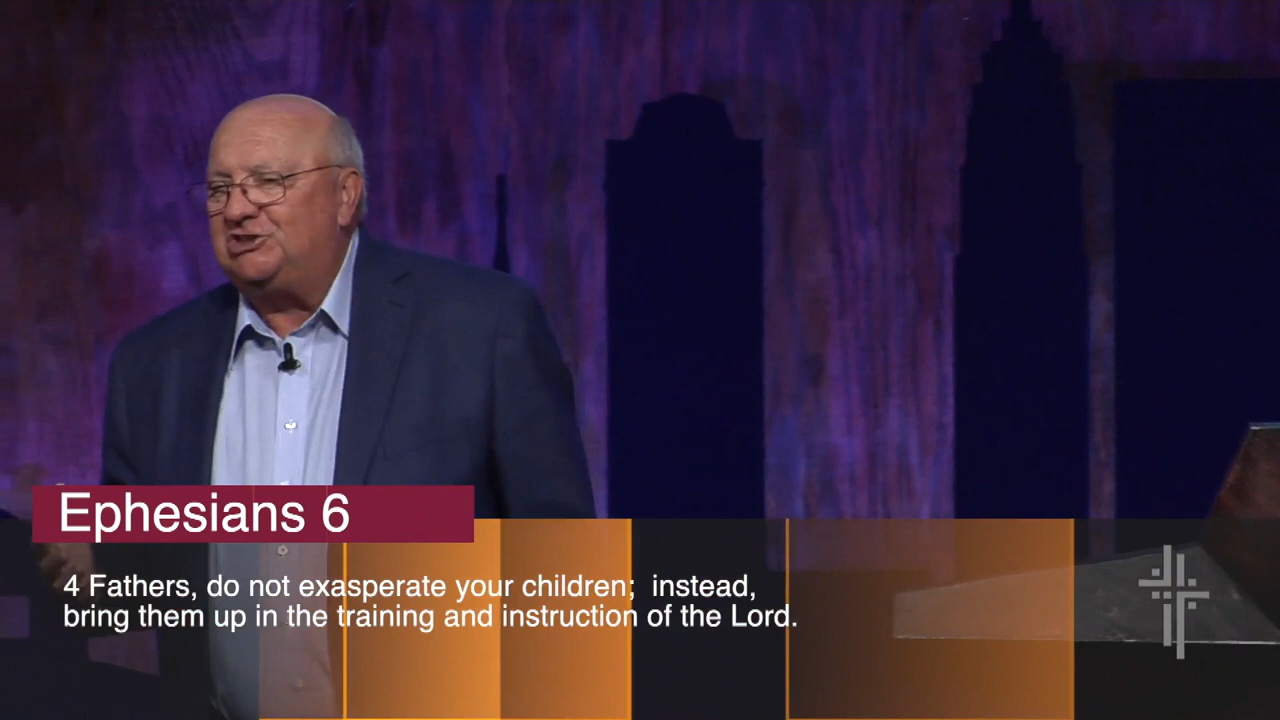 Ephesians 6
4 Fathers, do not exasperate your children;  instead,
bring them up in the training and instruction of the Lord.